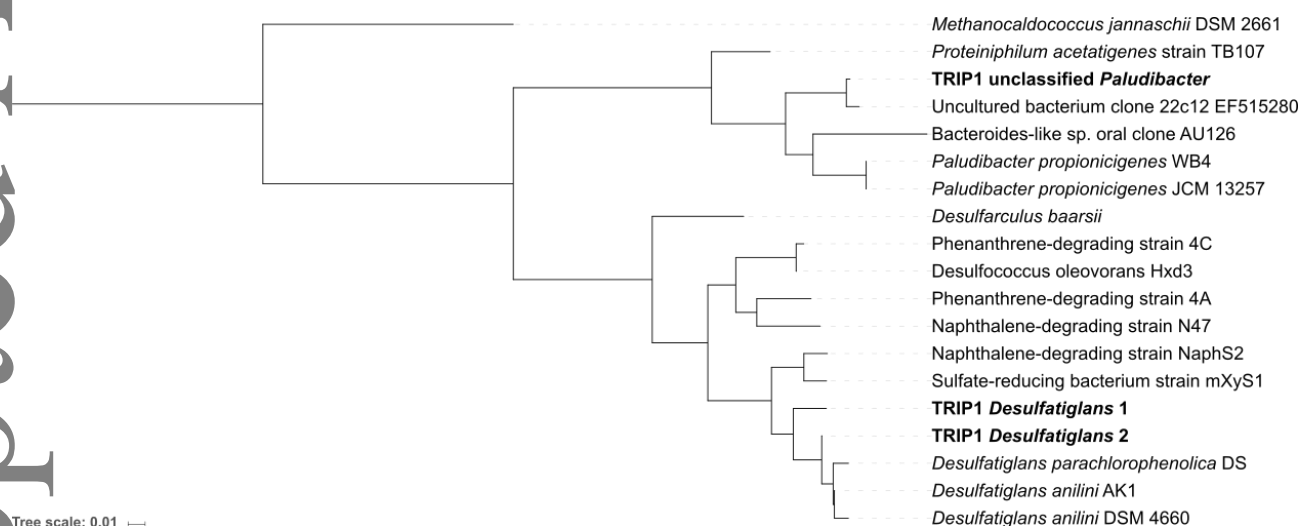 Methanocaldococcus jannaschii DSM 2661
Proteiniphilum acetatigenes strain TB107
TRIP1 unclassified Paludibacter
Uncultured bacterium clone 22c12 EF515280
Bacteroides-like sp. oral clone AU126
Paludibacter propionicigenes WB4
Paludibacter propionicigenes JCM 13257
Desulfarculus baarsii
Phenanthrene-degrading strain 4C
Desulfococcus oleovorans Hxd3
Phenanthrene-degrading strain 4A
Naphthalene-degrading strain N47
Naphthalene-degrading strain NaphS2
Sulfate-reducing bacterium strain mXyS1
TRIP1 Desulfatiglans 1
TRIP1 Desulfatiglans 2
Desulfatiglans parachlorophenolica DS
Desulfatiglans anilini AK1
Desulfatiglans anilini DSM 4660
Tree scale: 0.01